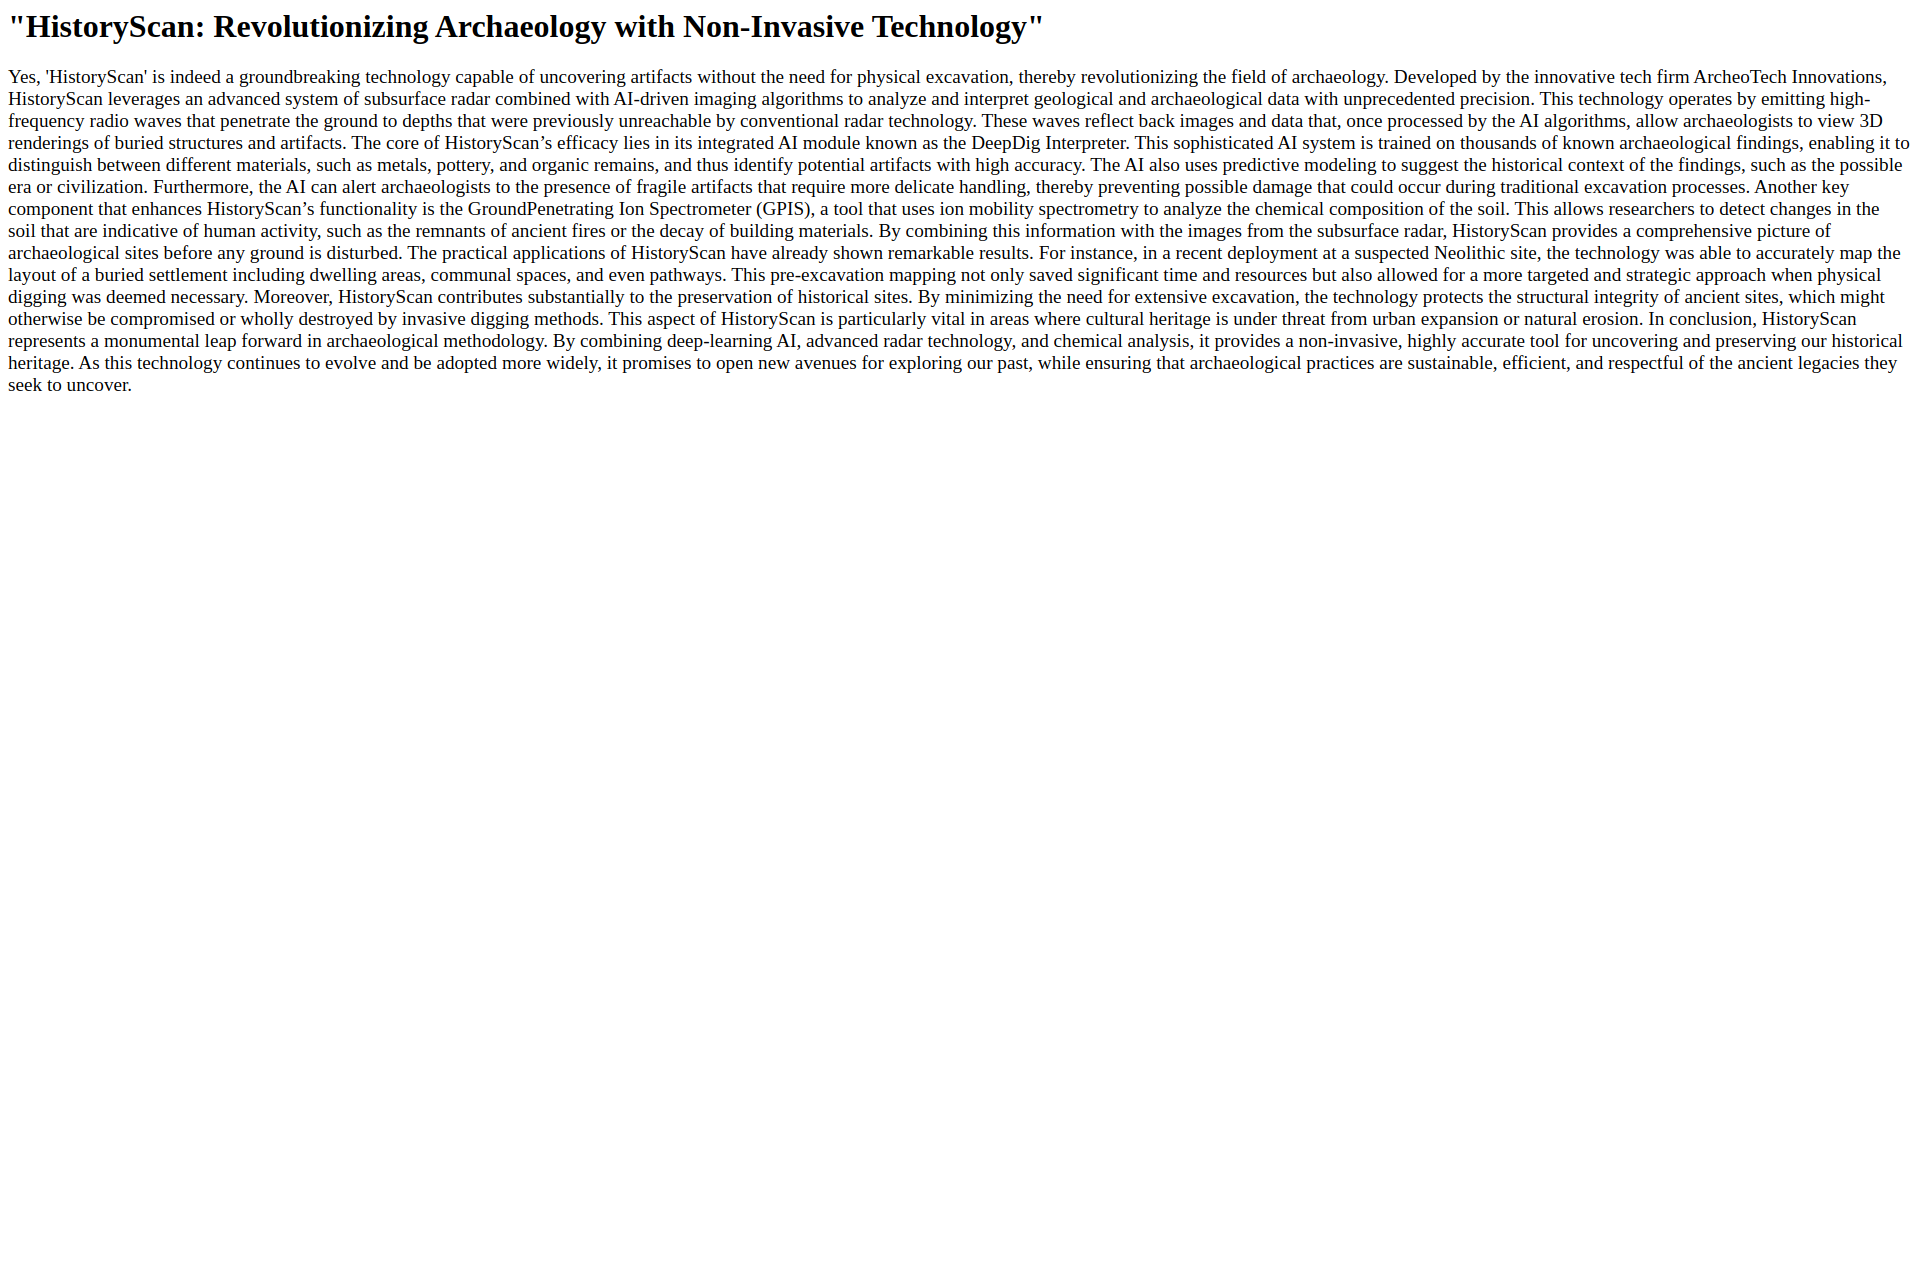 "HistoryScan: Revolutionizing Archaeology with Non-Invasive Technology"
Yes, 'HistoryScan' is indeed a groundbreaking technology capable of uncovering artifacts without the need for physical excavation, thereby revolutionizing the field of archaeology. Developed by the innovative tech firm ArcheoTech Innovations,
HistoryScan leverages an advanced system of subsurface radar combined with AI-driven imaging algorithms to analyze and interpret geological and archaeological data with unprecedented precision. This technology operates by emitting high-
frequency radio waves that penetrate the ground to depths that were previously unreachable by conventional radar technology. These waves reflect back images and data that, once processed by the AI algorithms, allow archaeologists to view 3D
renderings of buried structures and artifacts. The core of HistoryScan’s efficacy lies in its integrated AI module known as the DeepDig Interpreter. This sophisticated AI system is trained on thousands of known archaeological findings, enabling it to
distinguish between different materials, such as metals, pottery, and organic remains, and thus identify potential artifacts with high accuracy. The AI also uses predictive modeling to suggest the historical context of the findings, such as the possible
era or civilization. Furthermore, the AI can alert archaeologists to the presence of fragile artifacts that require more delicate handling, thereby preventing possible damage that could occur during traditional excavation processes. Another key
component that enhances HistoryScan’s functionality is the GroundPenetrating Ion Spectrometer (GPIS), a tool that uses ion mobility spectrometry to analyze the chemical composition of the soil. This allows researchers to detect changes in the
soil that are indicative of human activity, such as the remnants of ancient fires or the decay of building materials. By combining this information with the images from the subsurface radar, HistoryScan provides a comprehensive picture of
archaeological sites before any ground is disturbed. The practical applications of HistoryScan have already shown remarkable results. For instance, in a recent deployment at a suspected Neolithic site, the technology was able to accurately map the
layout of a buried settlement including dwelling areas, communal spaces, and even pathways. This pre-excavation mapping not only saved significant time and resources but also allowed for a more targeted and strategic approach when physical
digging was deemed necessary. Moreover, HistoryScan contributes substantially to the preservation of historical sites. By minimizing the need for extensive excavation, the technology protects the structural integrity of ancient sites, which might
otherwise be compromised or wholly destroyed by invasive digging methods. This aspect of HistoryScan is particularly vital in areas where cultural heritage is under threat from urban expansion or natural erosion. In conclusion, HistoryScan
represents a monumental leap forward in archaeological methodology. By combining deep-learning AI, advanced radar technology, and chemical analysis, it provides a non-invasive, highly accurate tool for uncovering and preserving our historical
heritage. As this technology continues to evolve and be adopted more widely, it promises to open new avenues for exploring our past, while ensuring that archaeological practices are sustainable, efficient, and respectful of the ancient legacies they
seek to uncover.